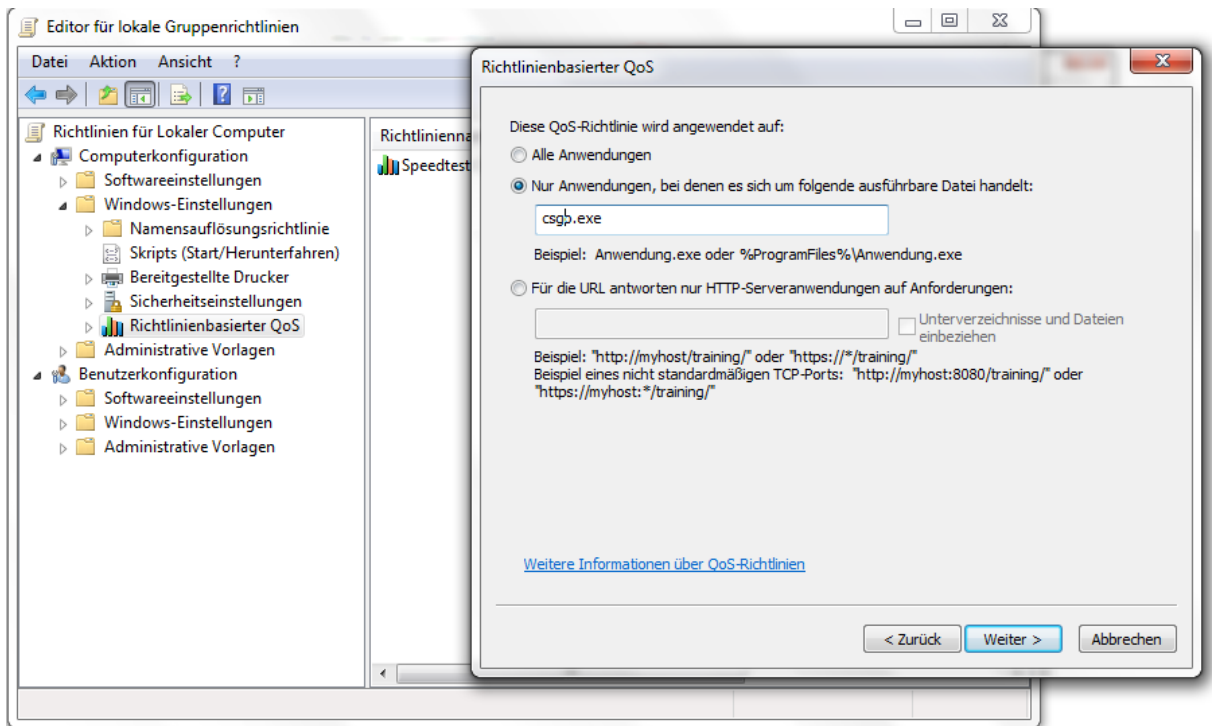 Editor für lokale Gruppenrichtlinien
Datei Aktion Ansicht ?
Richtlinien für Lokaler Computer
Computerkonfiguration
Softwareeinstellungen
Windows-Einstellungen
Namensauflösungsrichtlinie
Skripts (Start/Herunterfahren)
Bereitgestellte Drucker
Sicherheitseinstellungen
Richtlinienbasierter QoS
Administrative Vorlagen
Benutzerkonfiguration
Softwareeinstellungen
Windows-Einstellungen
Administrative Vorlagen
Richtlinienna
Speedtest
Richtlinienbasierter QoS
Diese QoS-Richtlinie wird angewendet auf:
Alle Anwendungen
Nur Anwendungen, bei denen es sich um folgende ausführbare Datei handelt:
csgo.exe
Beispiel: Anwendung.exe oder %ProgramFiles%\Anwendung.exe
Für die URL antworten nur HTTP-Serveranwendungen auf Anforderungen:
Unterverzeichnisse und Dateien
einbeziehen
Beispiel: "http://myhost/training/" oder "https://*/training/"
Beispiel eines nicht standardmäßigen TCP-Ports: "http://myhost:8080/training/" oder
"https://myhost:*/training/"
Weitere Informationen über QoS-Richtlinien
< Zurück Weiter > Abbrechen